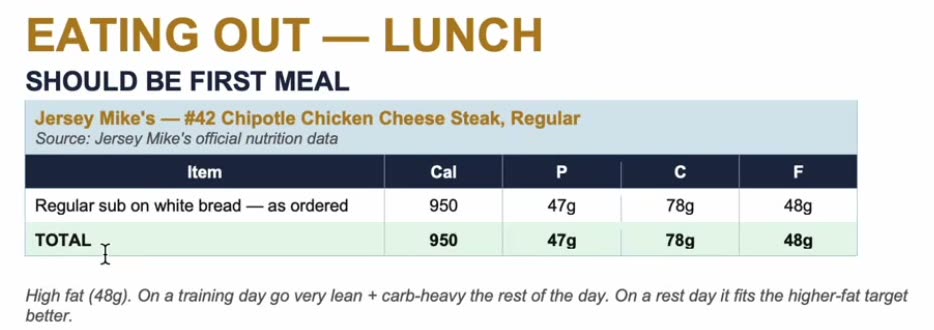 EATING OUT — LUNCH
SHOULD BE FIRST MEAL
Jersey Mike's — #42 Chipotle Chicken Cheese Steak, Regular
Source: Jersey Mike's official nutrition data
Item Cal P C F
Regular sub on white bread — as ordered 950 47g 78g 48g
TOTAL 950 47g 78g 48g
High fat (48g). On a training day go very lean + carb-heavy the rest of the day. On a rest day it fits the higher-fat target
better.